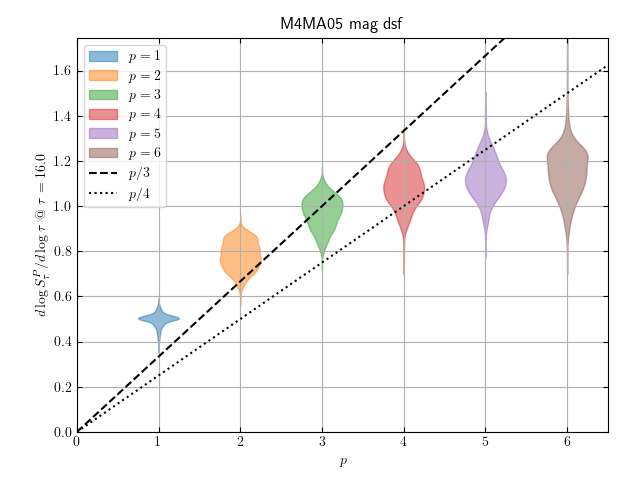 M4MA05 mag dsf
d log S_τ^P / d log τ @ τ = 16.0
1.6
1.4
1.2
1.0
0.8
0.6
0.4
0.2
0.0
p = 1
p = 2
p = 3
p = 4
p = 5
p = 6
p/3
p/4
0 1 2 3 4 5 6
p